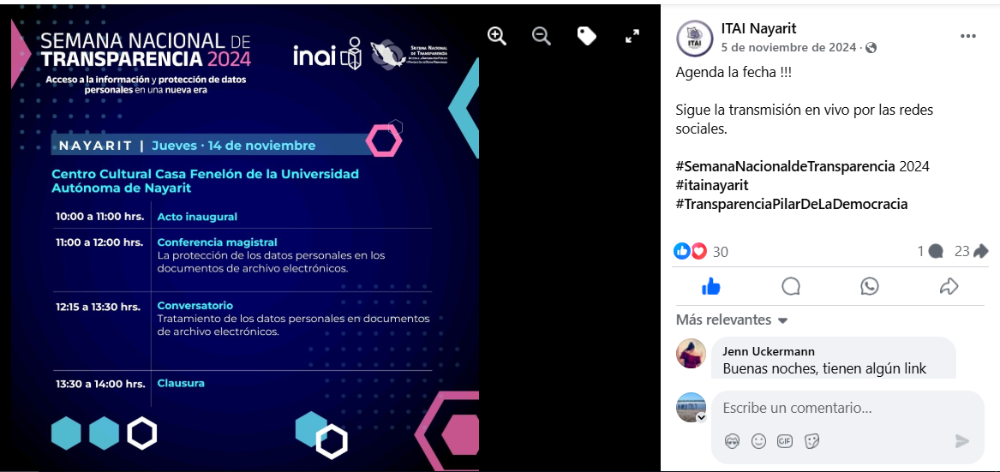 SEMANA NACIONAL DE
TRANSPARENCIA 2024
Acceso a la información y protección de datos
personales en una nueva era
inai
SISTEMA NACIONAL
DE TRANSPARENCIA
NAYARIT | Jueves · 14 de noviembre
Centro Cultural Casa Fenelón de la Universidad
Autónoma de Nayarit
10:00 a 11:00 hrs. Acto inaugural
11:00 a 12:00 hrs. Conferencia magistral
La protección de los datos personales en los
documentos de archivo electrónicos.
12:15 a 13:30 hrs. Conversatorio
Tratamiento de los datos personales en documentos
de archivo electrónicos.
13:30 a 14:00 hrs. Clausura
ITAI
ITAI Nayarit
5 de noviembre de 2024 ·
Agenda la fecha !!!
Sigue la transmisión en vivo por las redes
sociales.
#SemanaNacionaldeTransparencia 2024
#itainayarit
#TransparenciaPilarDeLaDemocracia
30 1 23
Más relevantes
Jenn Uckermann
Buenas noches, tienen algún link
Escribe un comentario...
GIF